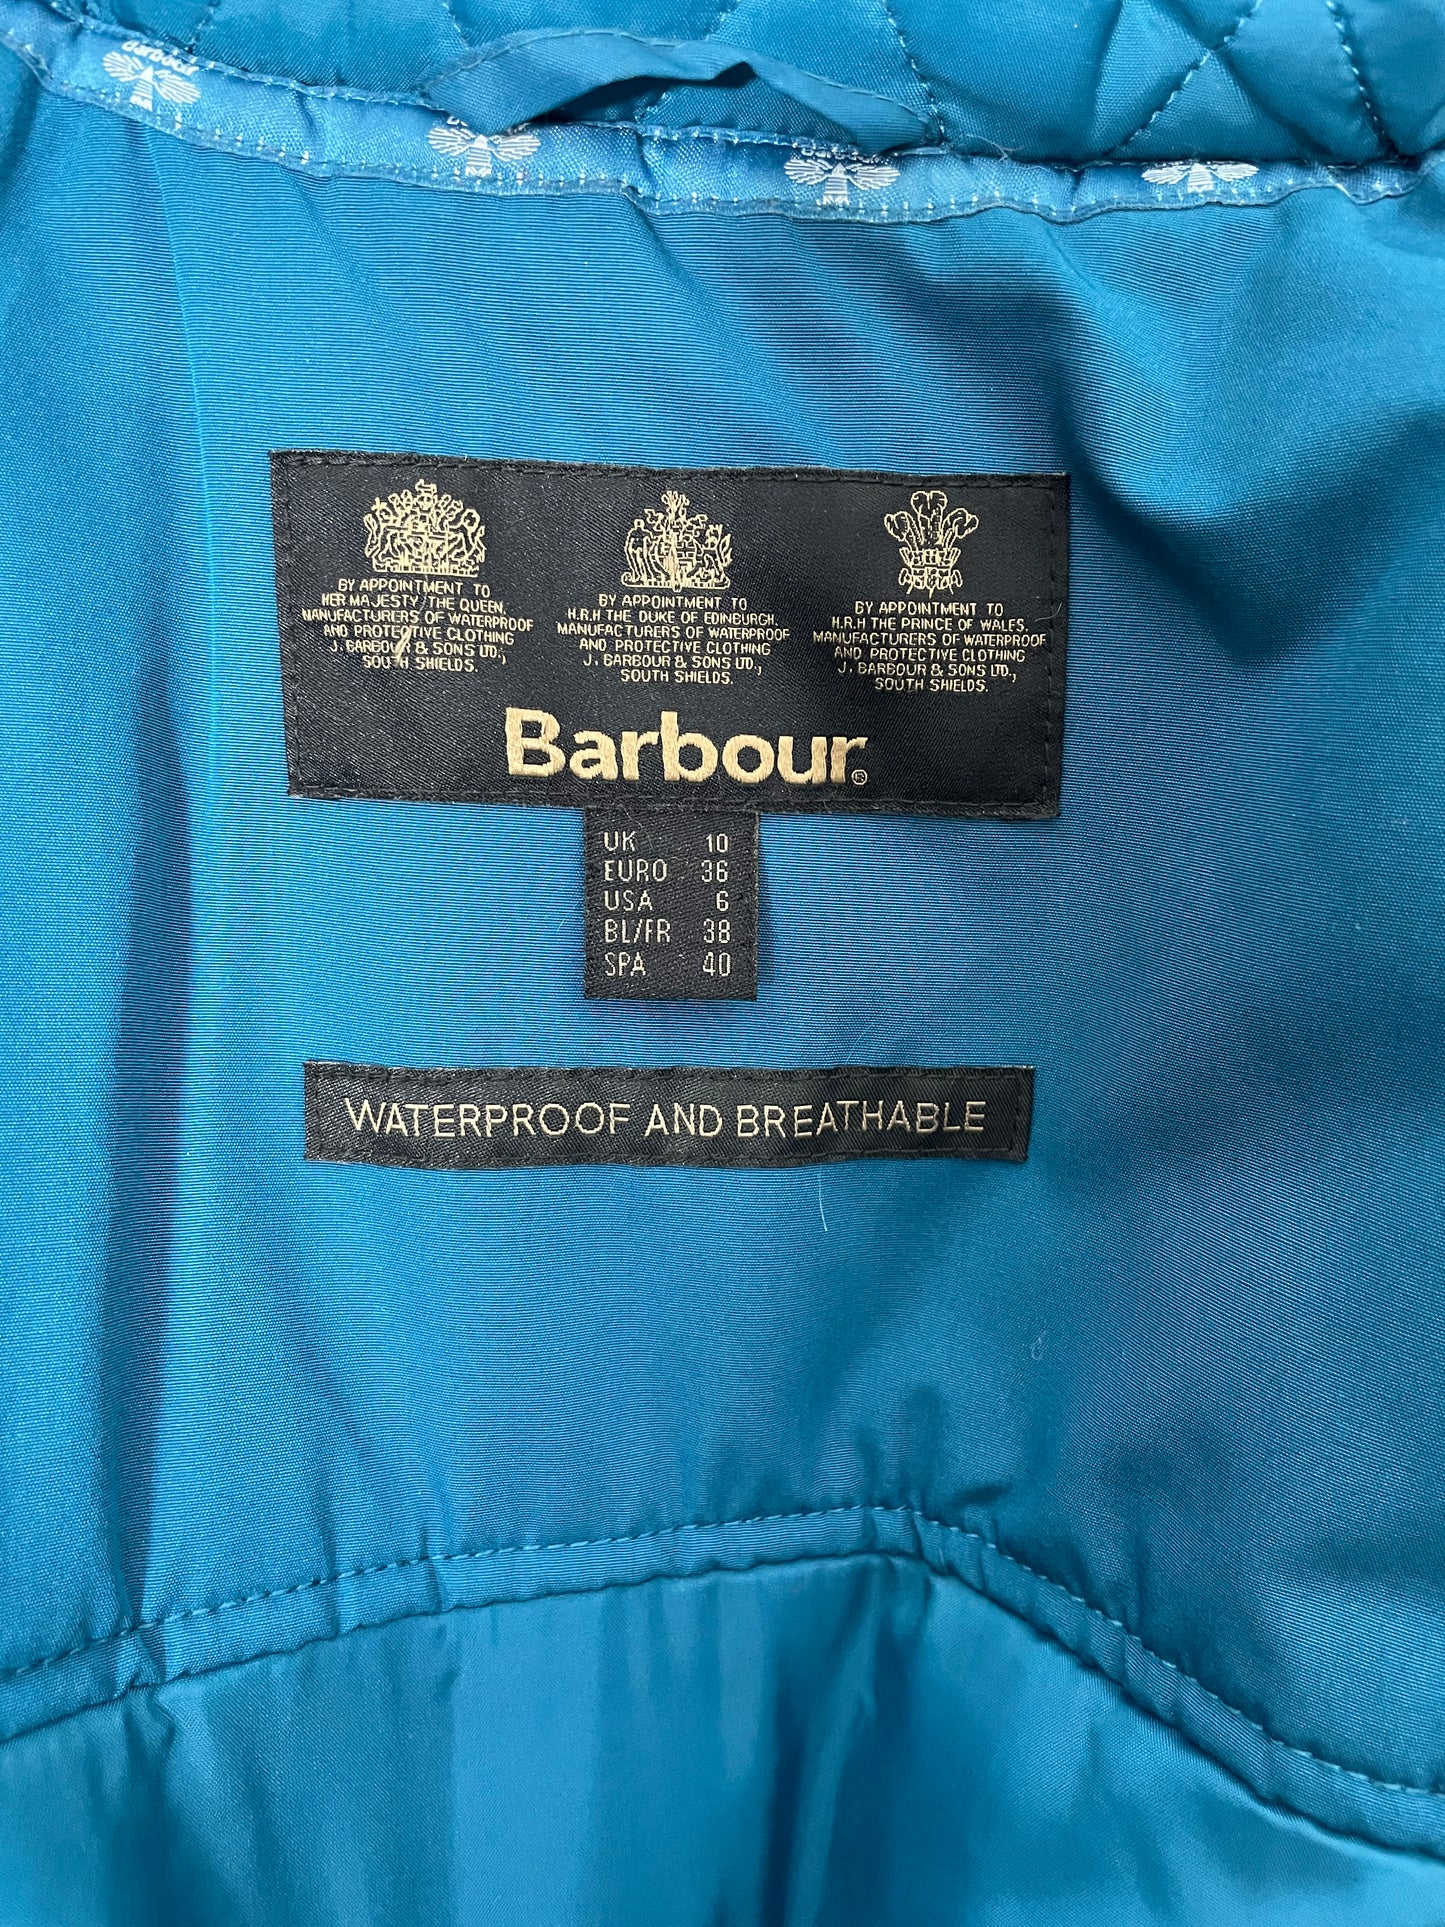 Barbour
BY APPOINTMENT TO
HER MAJESTY THE QUEEN.
MANUFACTURERS OF WATERPROOF
AND PROTECTIVE CLOTHING
J. BARBOUR & SONS LTD.,
SOUTH SHIELDS.
BY APPOINTMENT TO
H.R.H THE DUKE OF EDINBURGH.
MANUFACTURERS OF WATERPROOF
AND PROTECTIVE CLOTHING
J. BARBOUR & SONS LTD.,
SOUTH SHIELDS.
BY APPOINTMENT TO
H.R.H THE PRINCE OF WALES.
MANUFACTURERS OF WATERPROOF
AND PROTECTIVE CLOTHING
J. BARBOUR & SONS LTD.,
SOUTH SHIELDS.
Barbour®
UK 10
EURO 36
USA 6
BL/FR 38
SPA 40
WATERPROOF AND BREATHABLE